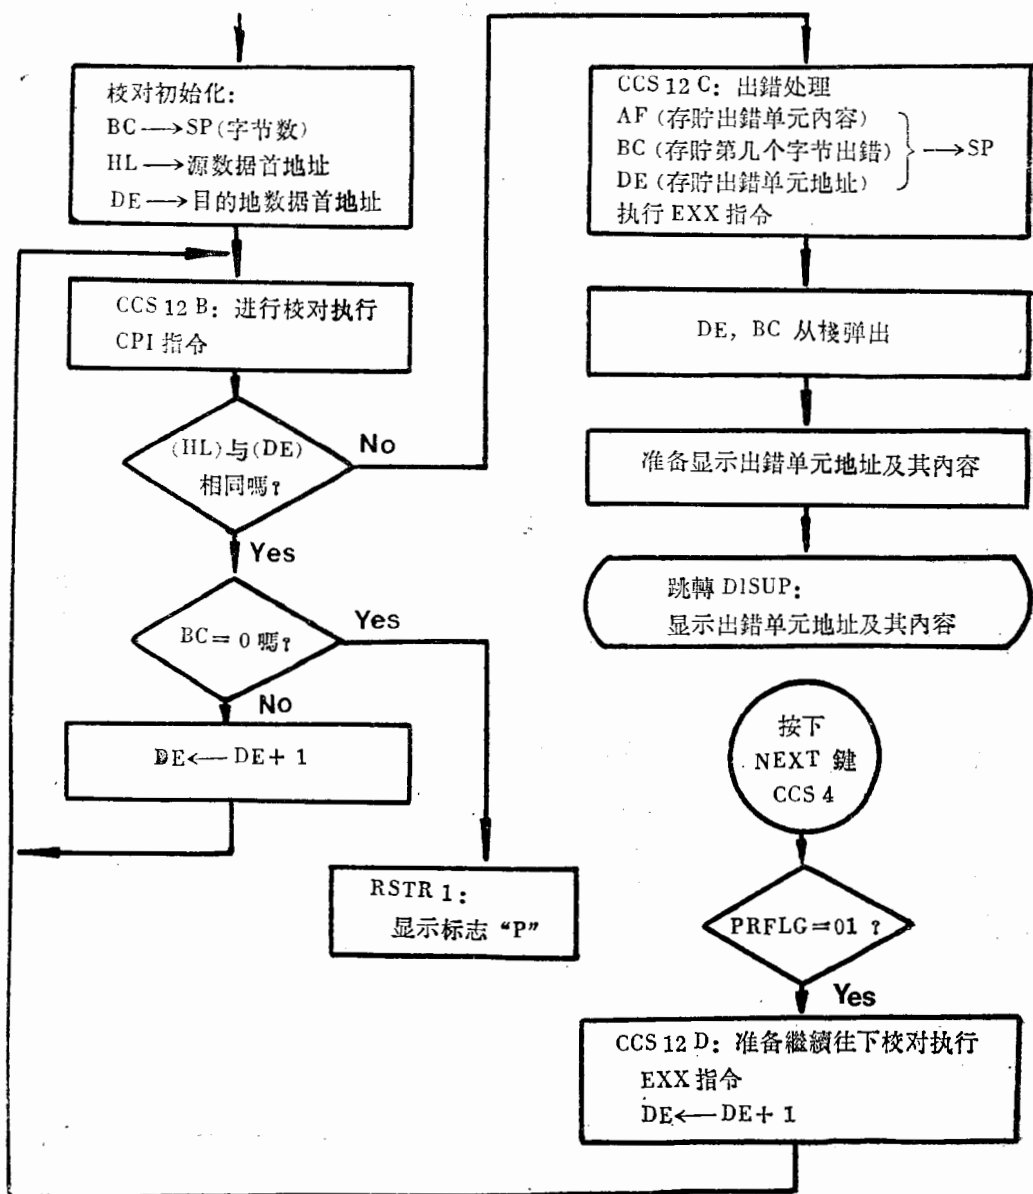 校对初始化:
BC→SP(字节数)
HL→源数据首地址
DE→目的地数据首地址
CCS 12 B: 进行校对执行
CPI 指令
(HL)与(DE)
相同嗎?
No
Yes
BC=0嗎?
Yes
No
DE←DE+1
RSTR 1:
显示标志“P”
CCS 12 C: 出錯处理
AF(存貯出錯单元內容)
BC(存貯第几个字节出錯)
→SP
DE(存貯出錯单元地址)
执行 EXX 指令
DE, BC 从栈弹出
准备显示出錯单元地址及其內容
跳轉 DISUP:
显示出錯单元地址及其內容
按下
NEXT 鍵
CCS 4
PRFLG=01 ?
Yes
CCS 12 D: 准备繼續往下校对执行
EXX 指令
DE←DE+1